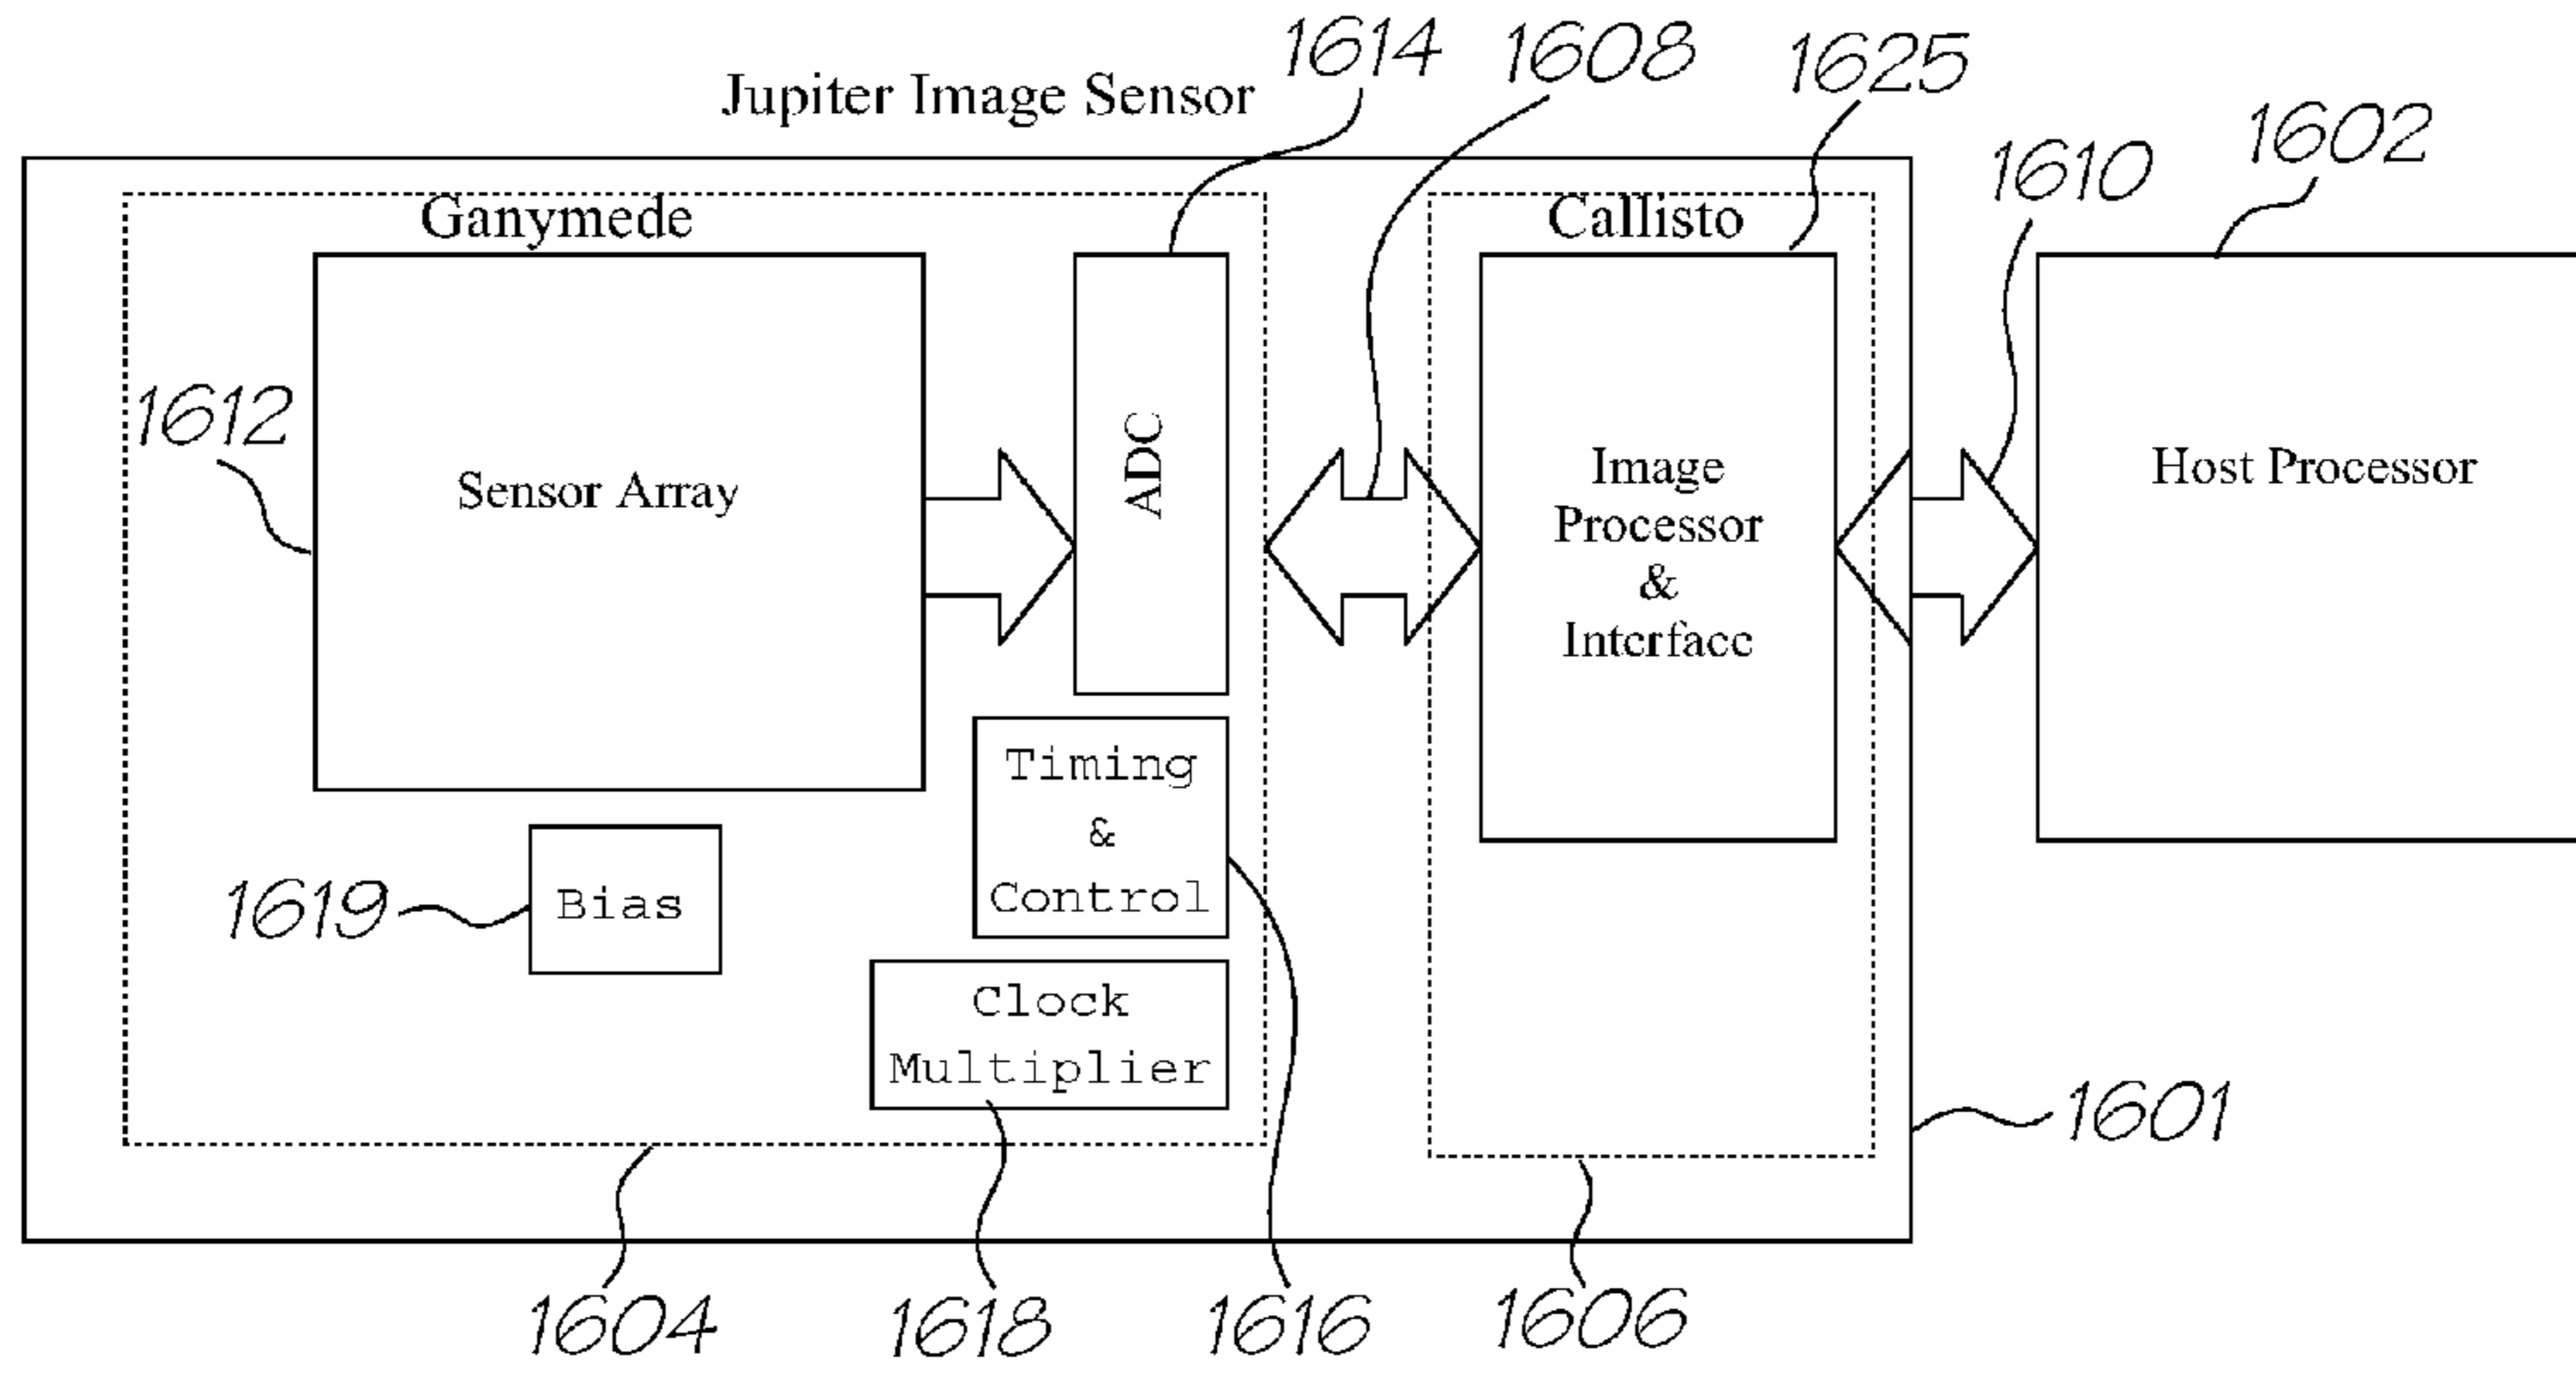 1614
1608
1625
Jupiter Image Sensor
1602
1610
Ganymede
Callisto
1612
Sensor Array
ADC
Image
Processor
&
Interface
Host Processor
Timing
&
Control
1619
Bias
Clock
Multiplier
1601
1604
1618
1616
1606